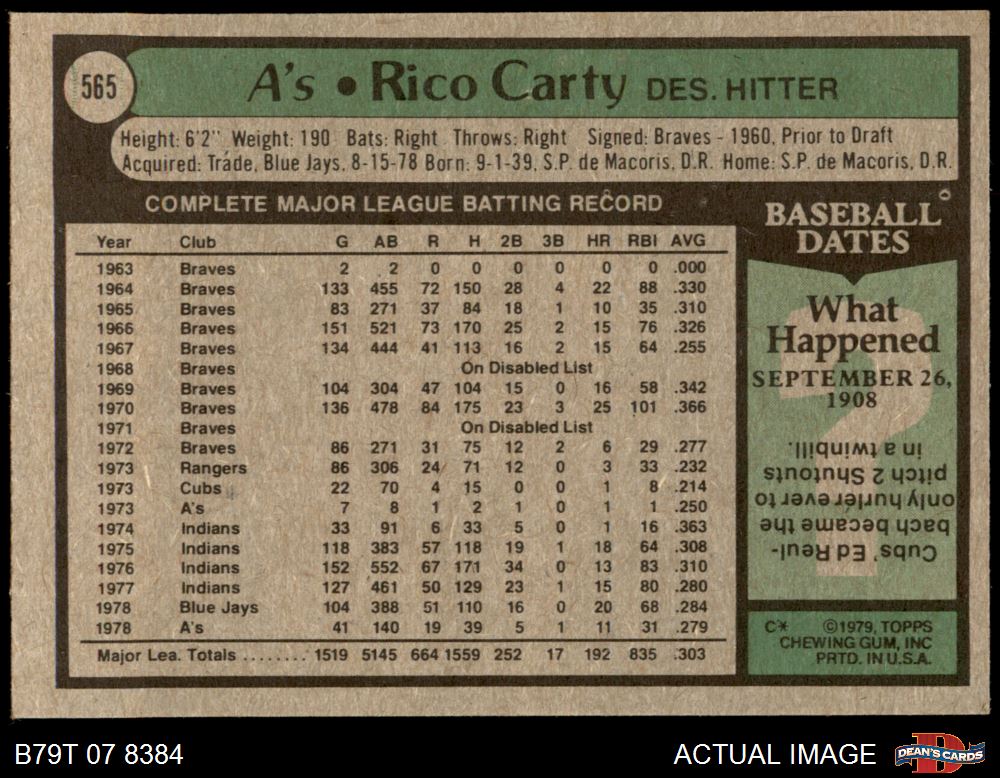 565
A's • Rico Carty DES. HITTER
Height: 6'2" Weight: 190 Bats: Right Throws: Right Signed: Braves - 1960, Prior to Draft
Acquired: Trade, Blue Jays, 8-15-78 Born: 9-1-39, S.P. de Macoris, D.R. Home: S.P. de Macoris, D.R.
COMPLETE MAJOR LEAGUE BATTING RECORD
Year Club G AB R H 2B 3B HR RBI AVG
1963 Braves 2 2 0 0 0 0 0 0 .000
1964 Braves 133 455 72 150 28 4 22 88 .330
1965 Braves 83 271 37 84 18 1 10 35 .310
1966 Braves 151 521 73 170 25 2 15 76 .326
1967 Braves 134 444 41 113 16 2 15 64 .255
1968 Braves On Disabled List
1969 Braves 104 304 47 104 15 0 16 58 .342
1970 Braves 136 478 84 175 23 3 25 101 .366
1971 Braves On Disabled List
1972 Braves 86 271 31 75 12 2 6 29 .277
1973 Rangers 86 306 24 71 12 0 3 33 .232
1973 Cubs 22 70 4 15 0 0 1 8 .214
1973 A's 7 8 1 2 1 0 1 1 .250
1974 Indians 33 91 6 33 5 0 1 16 .363
1975 Indians 118 383 57 118 19 1 18 64 .308
1976 Indians 152 552 67 171 34 0 13 83 .310
1977 Indians 127 461 50 129 23 1 15 80 .280
1978 Blue Jays 104 388 51 110 16 0 20 68 .284
1978 A's 41 140 19 39 5 1 11 31 .279
Major Lea. Totals ........ 1519 5145 664 1559 252 17 192 835 .303
BASEBALL
DATES
What
Happened
SEPTEMBER 26,
1908
?
Cubs' Ed Reul-
bach became the
only hurler ever to
pitch 2 Shutouts
in a twinbill.
C* ©1979, TOPPS
CHEWING GUM, INC
PRTD. IN U.S.A.
B79T 07 8384
ACTUAL IMAGE
D
DEAN'S CARDS